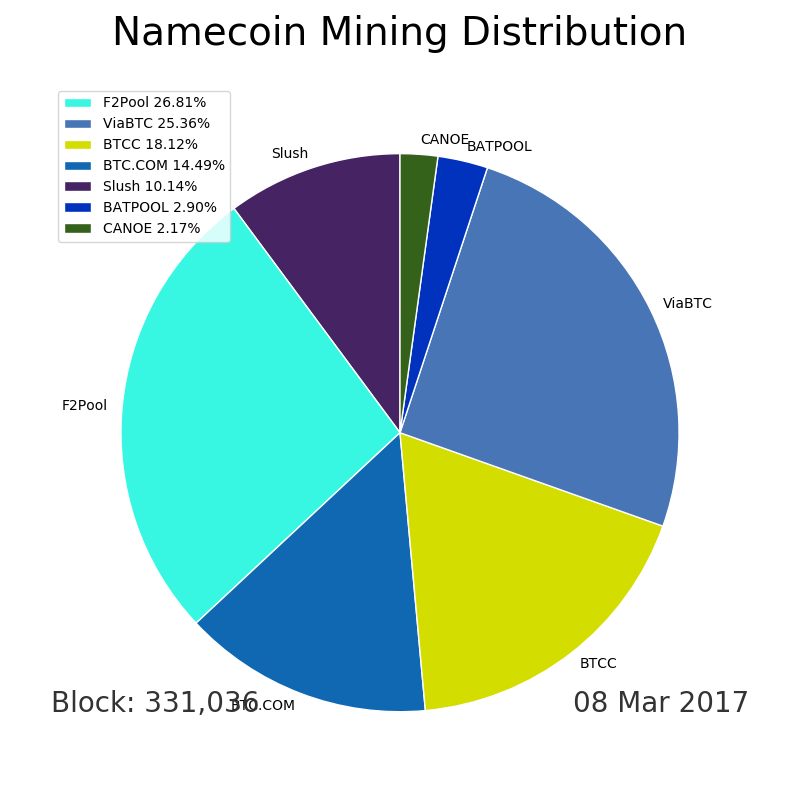 Namecoin Mining Distribution
F2Pool 26.81%
ViaBTC 25.36%
BTCC 18.12%
BTC.COM 14.49%
Slush 10.14%
BATPOOL 2.90%
CANOE 2.17%
CANOE
BATPOOL
Slush
ViaBTC
F2Pool
BTCC
BTC.COM
Block: 331,036
08 Mar 2017